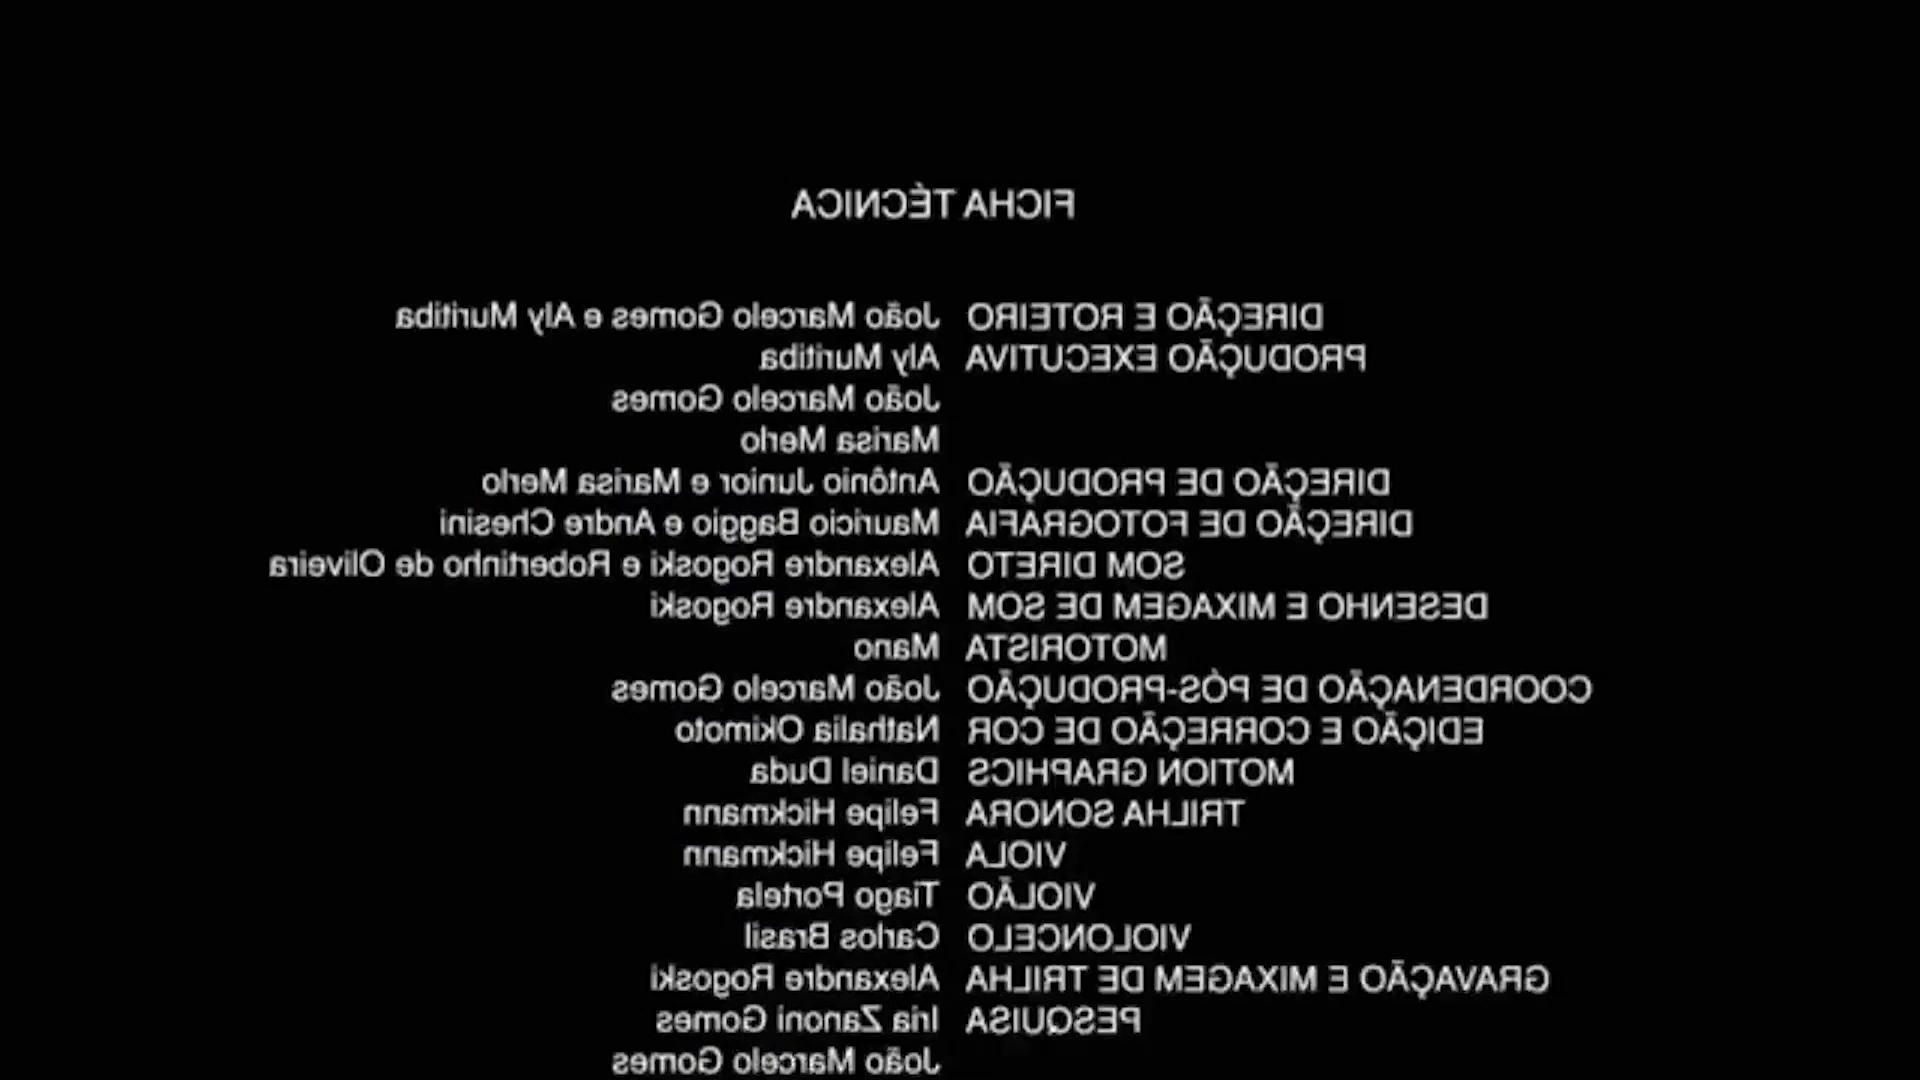 FICHA TÉCNICA
DIREÇÃO E ROTEIRO João Marcelo Gomes e Aly Muritiba
PRODUÇÃO EXECUTIVA Aly Muritiba
João Marcelo Gomes
Marisa Merlo
DIREÇÃO DE PRODUÇÃO Antônio Junior e Marisa Merlo
DIREÇÃO DE FOTOGRAFIA Mauricio Baggio e Andre Chesini
SOM DIRETO Alexandre Rogoski e Robertinho de Oliveira
DESENHO E MIXAGEM DE SOM Alexandre Rogoski
MOTORISTA Mano
COORDENAÇÃO DE PÓS-PRODUÇÃO João Marcelo Gomes
EDIÇÃO E CORREÇÃO DE COR Nathalia Okimoto
MOTION GRAPHICS Daniel Duda
TRILHA SONORA Felipe Hickmann
VIOLA Felipe Hickmann
VIOLÃO Tiago Portela
VIOLONCELO Carlos Brasil
GRAVAÇÃO E MIXAGEM DE TRILHA Alexandre Rogoski
PESQUISA Iria Zanoni Gomes
João Marcelo Gomes